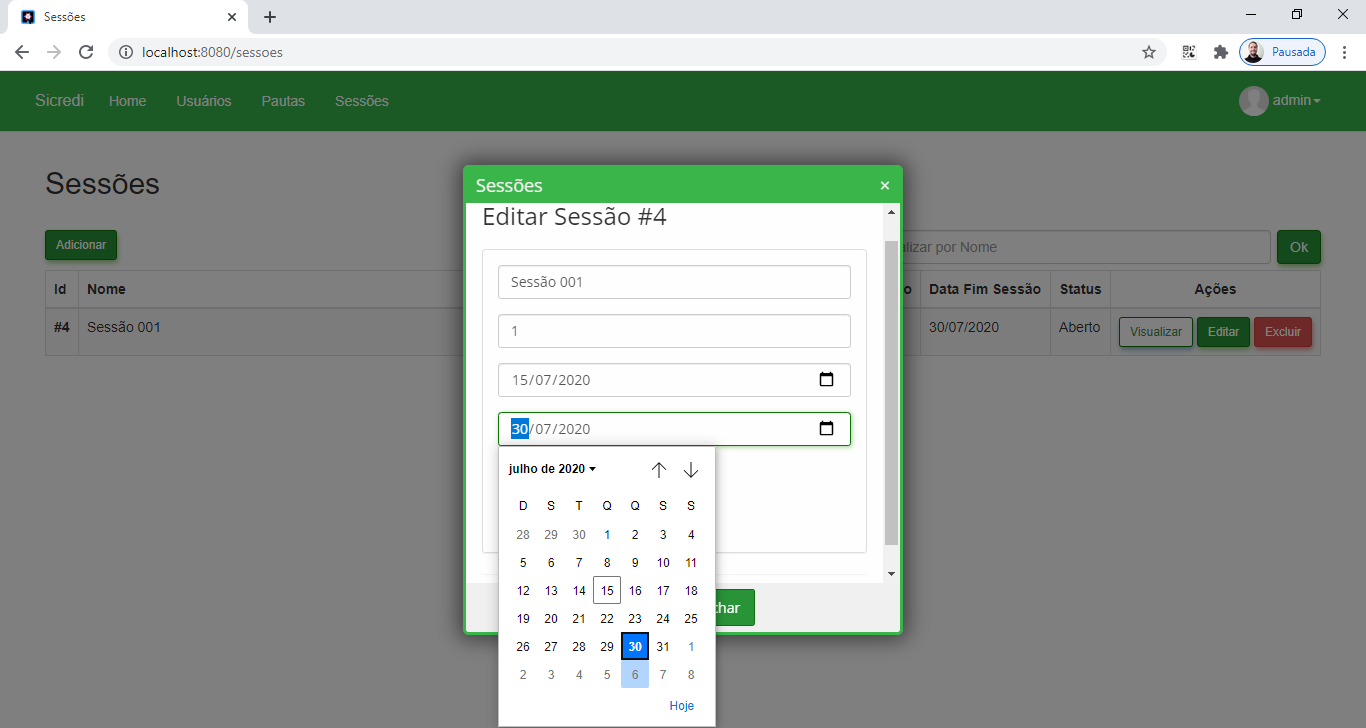 Sessões
localhost:8080/sessoes
Pausada
Sicredi Home Usuários Pautas Sessões admin
Sessões
Adicionar
por Nome Ok
Id Nome Data Fim Sessão Status Ações
#4 Sessão 001 30/07/2020 Aberto Visualizar Editar Excluir
Sessões ×
Editar Sessão #4
Sessão 001
1
15/07/2020
30/07/2020
julho de 2020
D S T Q Q S S
28 29 30 1 2 3 4
5 6 7 8 9 10 11
12 13 14 15 16 17 18
19 20 21 22 23 24 25
26 27 28 29 30 31 1
2 3 4 5 6 7 8
Hoje